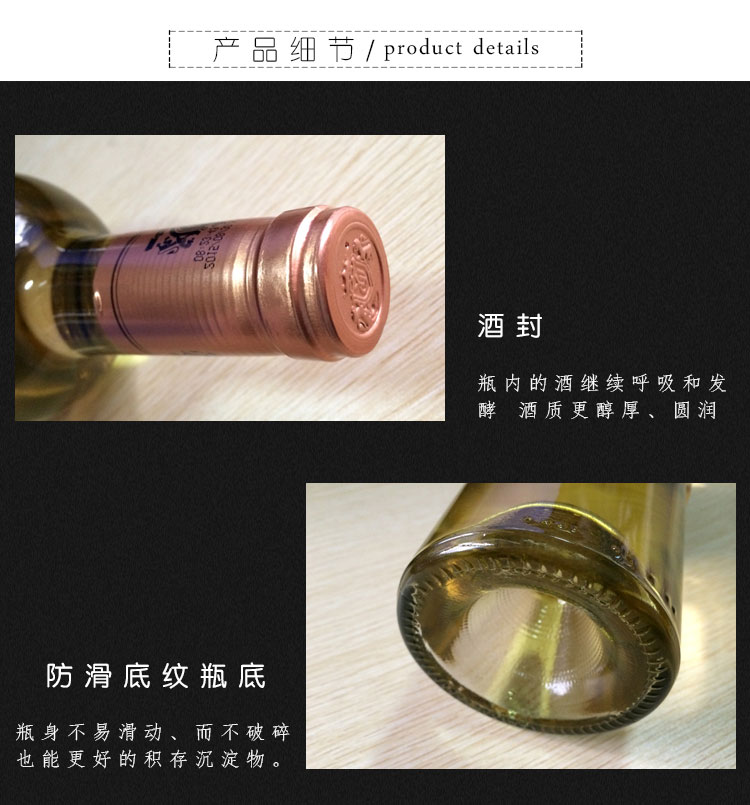 产品细节/product details
酒封
瓶内的酒继续呼吸和发
酵 酒质更醇厚、圆润
防滑底纹瓶底
瓶身不易滑动、而不破碎
也能更好的积存沉淀物。